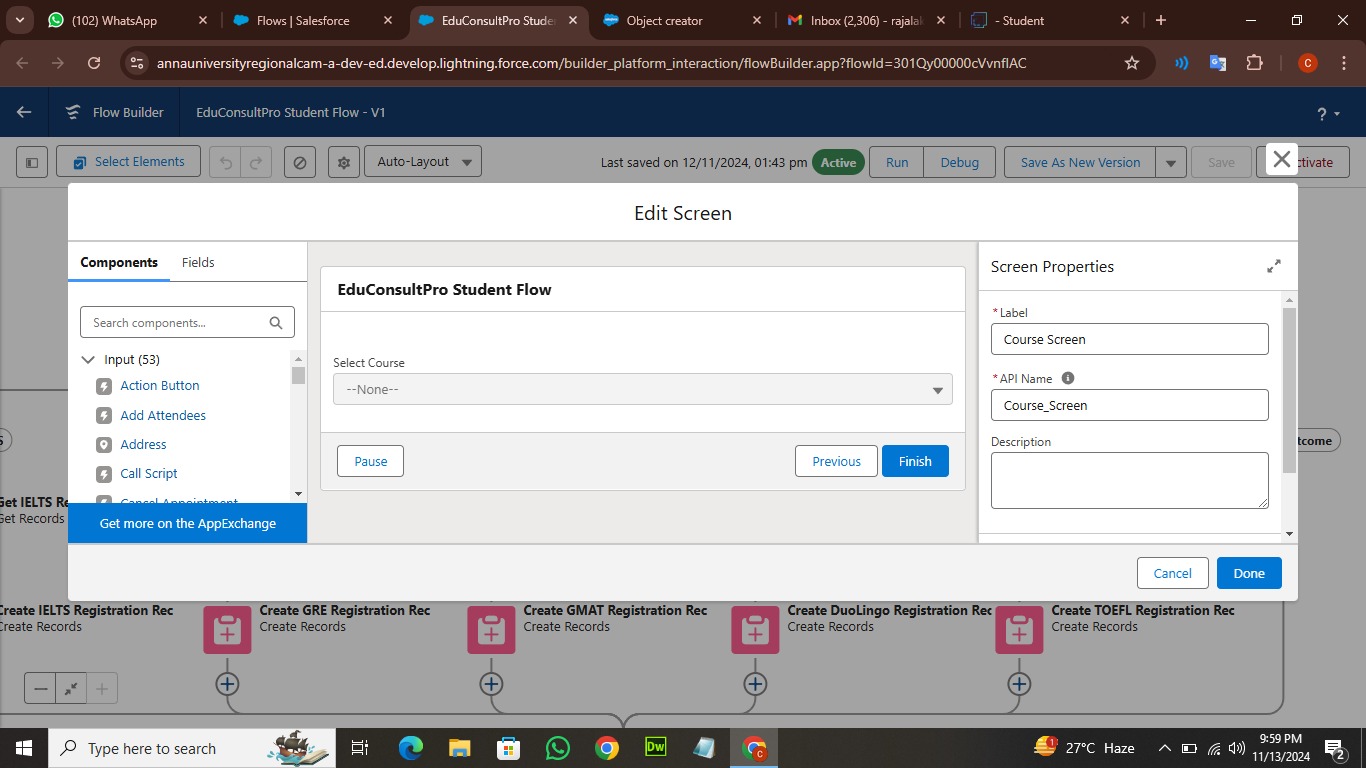 (102) WhatsApp
Flows | Salesforce
EduConsultPro Stude
Object creator
Inbox (2,306) - rajalak
- Student
annauniversityregionalcam-a-dev-ed.develop.lightning.force.com/builder_platform_interaction/flowBuilder.app?flowId=301Qy00000cVvnfIAC
C
Flow Builder
EduConsultPro Student Flow - V1
?
Select Elements
Auto-Layout
Last saved on 12/11/2024, 01:43 pm
Active
Run
Debug
Save As New Version
Save
ctivate
Edit Screen
Components
Fields
Search components...
Input (53)
Action Button
Add Attendees
Address
Call Script
Cancel Appointment
Get more on the AppExchange
EduConsultPro Student Flow
Select Course
--None--
Pause
Previous
Finish
Screen Properties
* Label
Course Screen
* API Name
Course_Screen
Description
Cancel
Done
tcome
Get IELTS Re
Get Records
Create IELTS Registration Rec
Create Records
Create GRE Registration Rec
Create Records
Create GMAT Registration Rec
Create Records
Create DuoLingo Registration Rec
Create Records
Create TOEFL Registration Rec
Create Records
Type here to search
Dw
C
1
27°C Haze
9:59 PM
11/13/2024
2